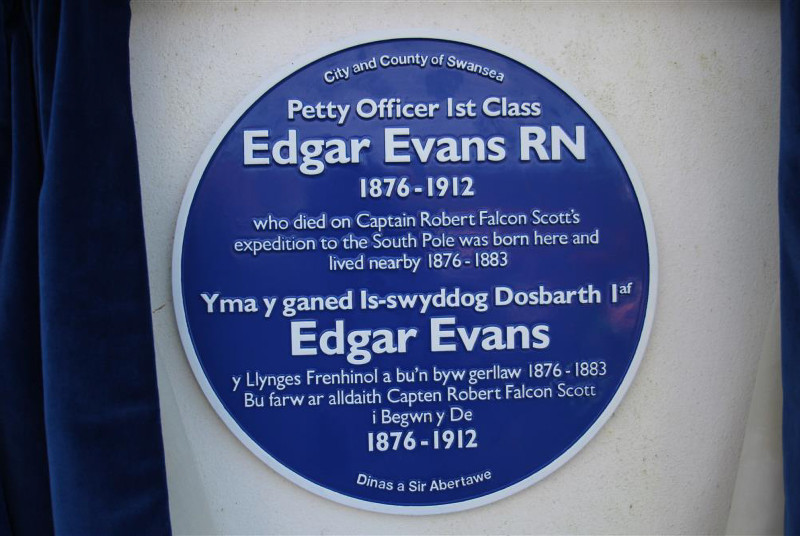 City and County of Swansea
Petty Officer 1st Class
Edgar Evans RN
1876-1912
who died on Captain Robert Falcon Scott's
expedition to the South Pole was born here and
lived nearby 1876-1883
Yma y ganed Is-swyddog Dosbarth 1af
Edgar Evans
y Llynges Frenhinol a bu'n byw gerllaw 1876-1883
Bu farw ar alldaith Capten Robert Falcon Scott
i Begwn y De
1876-1912
Dinas a Sir Abertawe